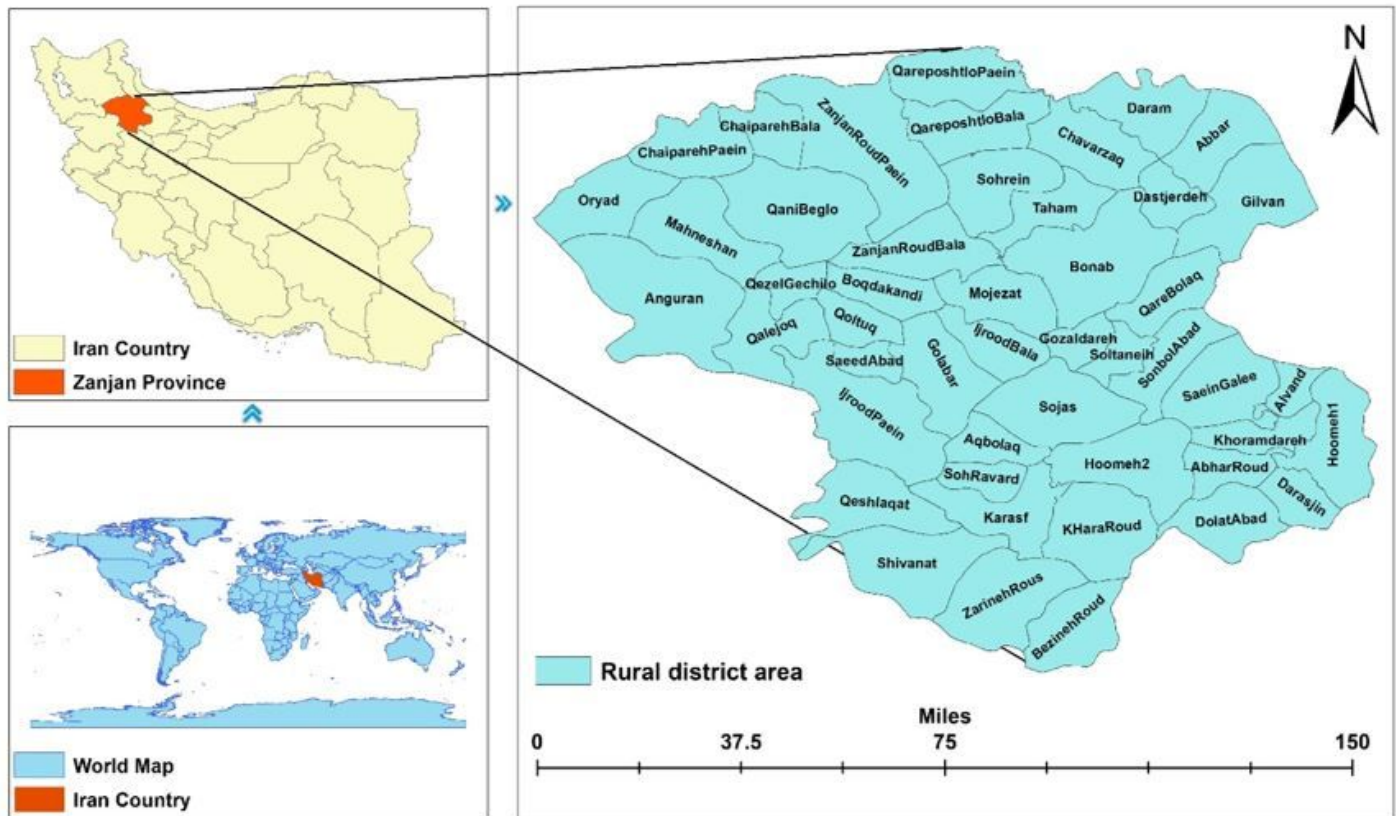 Iran Country
Zanjan Province
World Map
Iran Country
N
QareposhtloPaein
Daram
ZanjanRoudPaein
ChaiparehBala
QareposhtloBala
Abbar
Chavarzaq
ChaiparehPaein
Sohrein
Oryad
QaniBeglo
Taham
Dastjerdeh
Gilvan
Mahneshan
ZanjanRoudBala
Bonab
QezelGechilo
Boqdakandi
Mojezat
QareBolaq
Anguran
Qalejoq
Qoltuq
IjroodBala
Gozaldareh
Soltaneih
SonbolAbad
SaeedAbad
Golabar
SaeinGalee
Alvand
IjroodPaein
Sojas
Hoomeh1
Aqbolaq
Khoramdareh
Hoomeh2
AbharRoud
SohRavard
Darasjin
Qeshlaqat
Karasf
KHaraRoud
DolatAbad
Shivanat
ZarinehRous
BezinehRoud
Rural district area
Miles
0 37.5 75 150